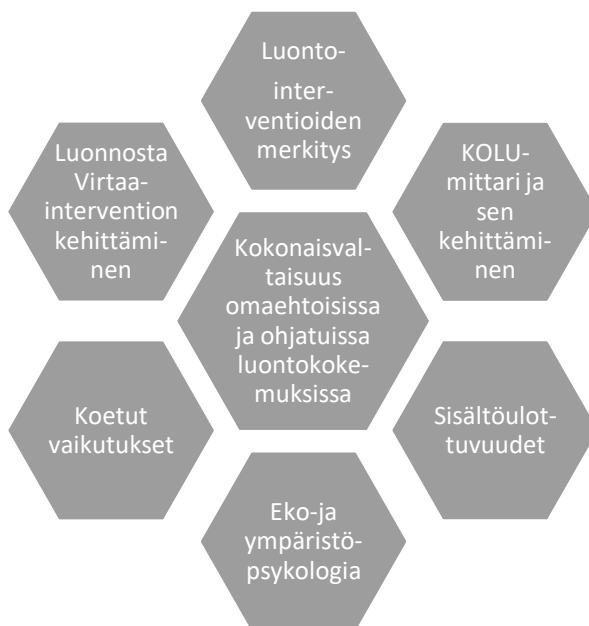 Luonto-
inter-
ventioiden
merkitys
Luonnosta
Virtaa-
intervention
kehittämi-
nen
KOLU-
mittari ja
sen
kehittämi-
nen
Kokonaisval-
taisuus
omaehtoisissa
ja ohjatuissa
luontokoke-
muksissa
Koetut
vaikutukset
Sisältöulot-
tuvuudet
Eko-ja
ympäristö-
psykologia